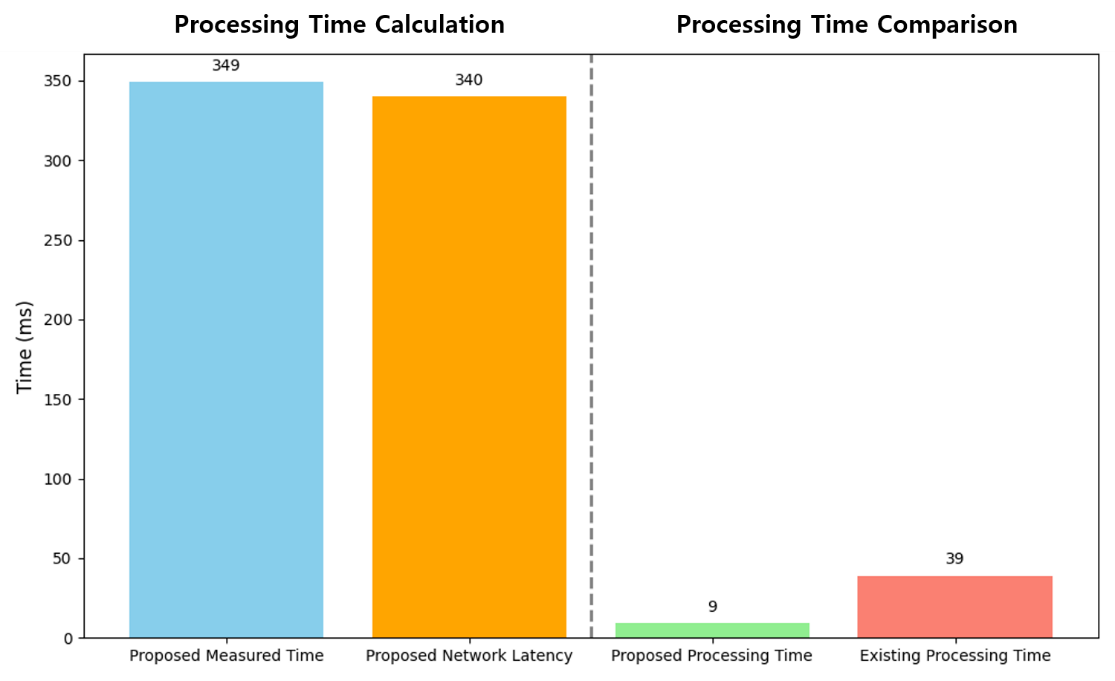 Processing Time Calculation
Processing Time Comparison
349
340
9
39
350
300
250
200
150
100
50
0
Time (ms)
Proposed Measured Time
Proposed Network Latency
Proposed Processing Time
Existing Processing Time